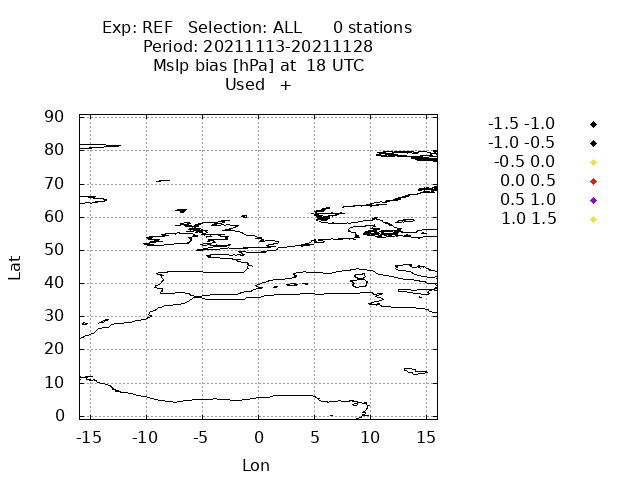 Exp: REF   Selection: ALL      0 stations
Period: 20211113-20211128
Mslp bias [hPa] at  18 UTC
Used   +
90
80
70
60
50
40
30
20
10
0
Lat
-15 -10 -5 0 5 10 15
Lon
-1.5 -1.0
-1.0 -0.5
-0.5 0.0
0.0 0.5
0.5 1.0
1.0 1.5